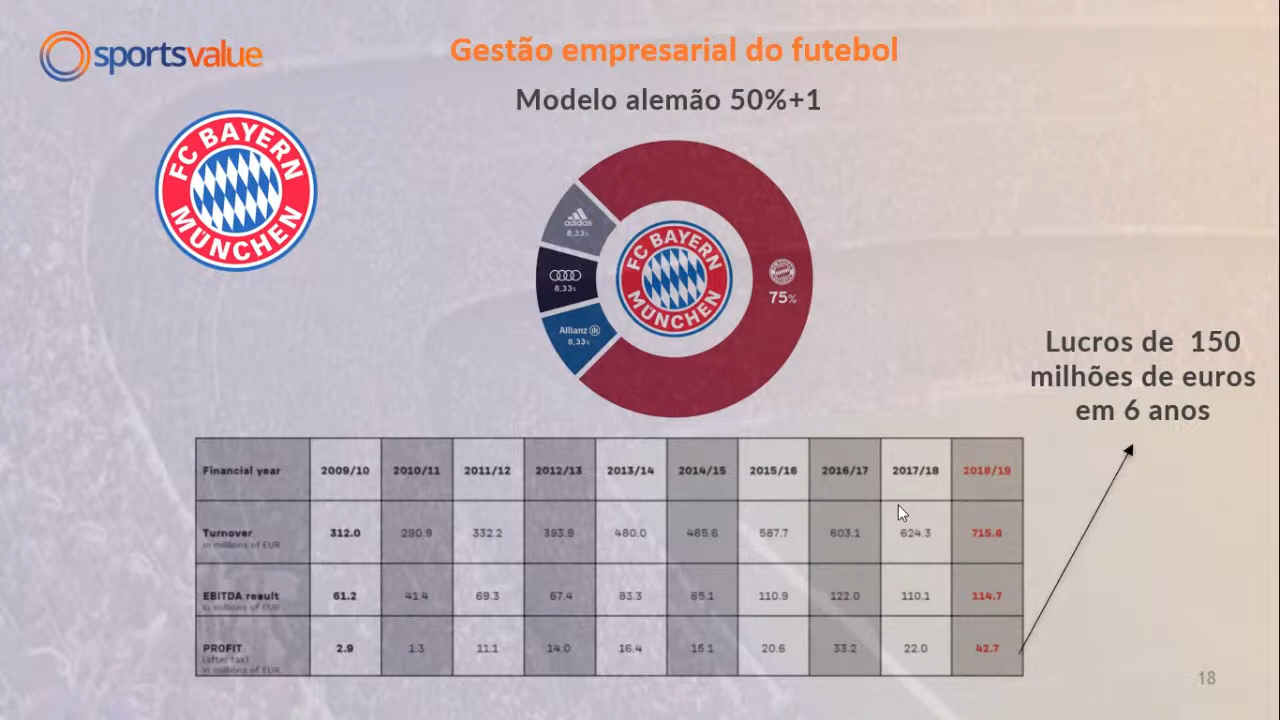 sportsvalue
Gestão empresarial do futebol
Modelo alemão 50%+1
FC BAYERN
MÜNCHEN
adidas
8,33%
8,33%
Allianz
8,33%
FC BAYERN
MÜNCHEN
75%
Lucros de 150
milhões de euros
em 6 anos
Financial year 2009/10 2010/11 2011/12 2012/13 2013/14 2014/15 2015/16 2016/17 2017/18 2018/19
Turnover 312.0 290.9 332.2 393.9 480.0 485.6 587.7 603.1 624.3 715.8
in millions of EUR
EBITDA result 61.2 41.4 69.3 67.4 83.3 85.1 110.9 122.0 110.1 114.7
in millions of EUR
PROFIT 2.9 1.3 11.1 14.0 16.4 15.1 20.6 33.2 22.0 42.7
(after tax)
in millions of EUR
18